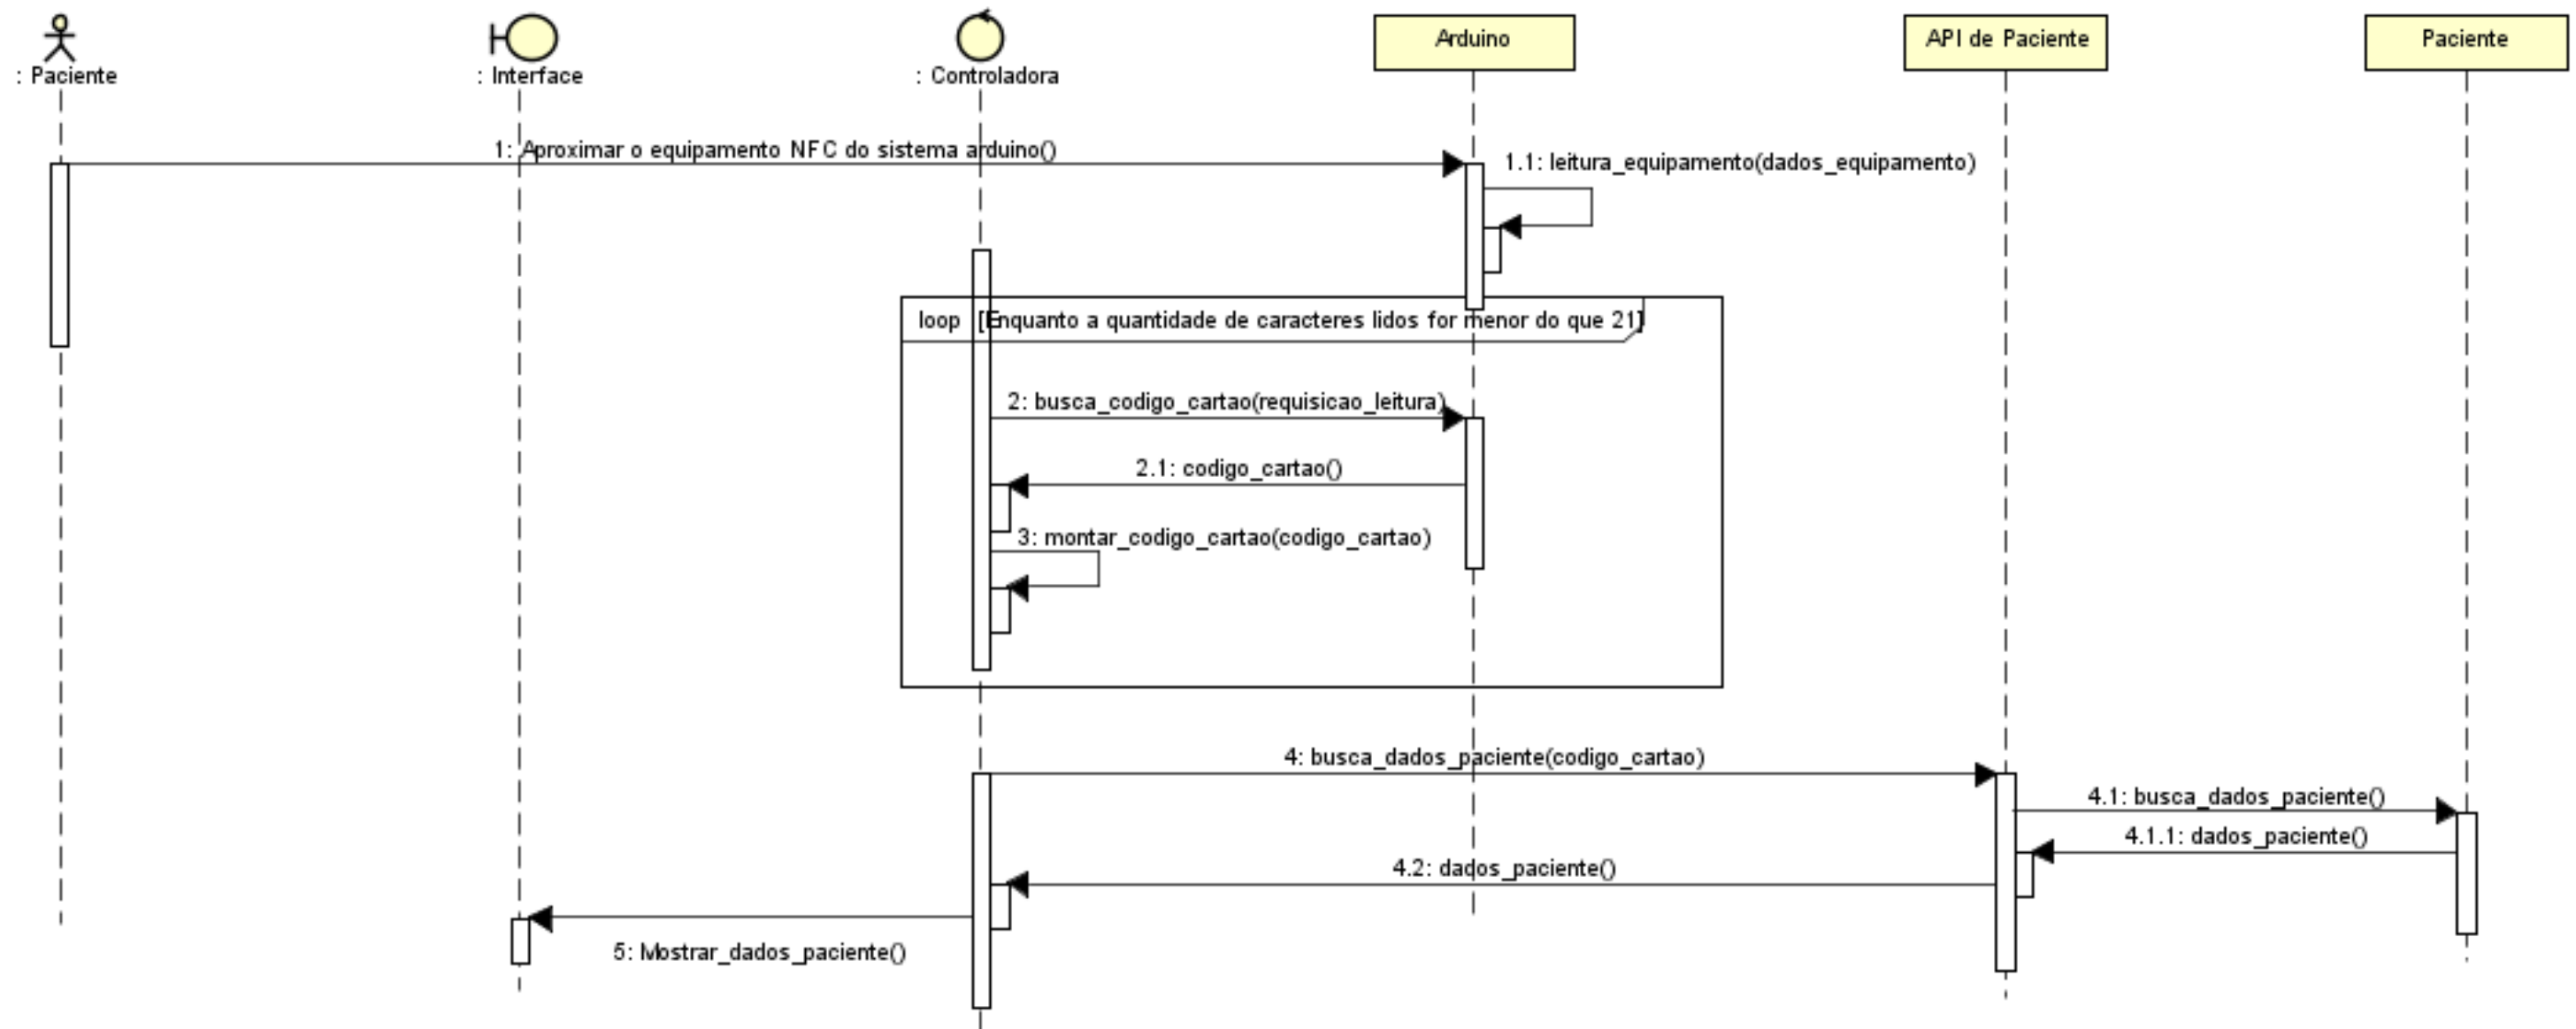 : Paciente
: Interface
: Controladora
Arduino
API de Paciente
Paciente
1: Aproximar o equipamento NFC do sistema arduino()
1.1: leitura_equipamento(dados_equipamento)
loop [Enquanto a quantidade de caracteres lidos for menor do que 21]
2: busca_codigo_cartao(requisicao_leitura)
2.1: codigo_cartao()
3: montar_codigo_cartao(codigo_cartao)
4: busca_dados_paciente(codigo_cartao)
4.1: busca_dados_paciente()
4.1.1: dados_paciente()
4.2: dados_paciente()
5: Mostrar_dados_paciente()